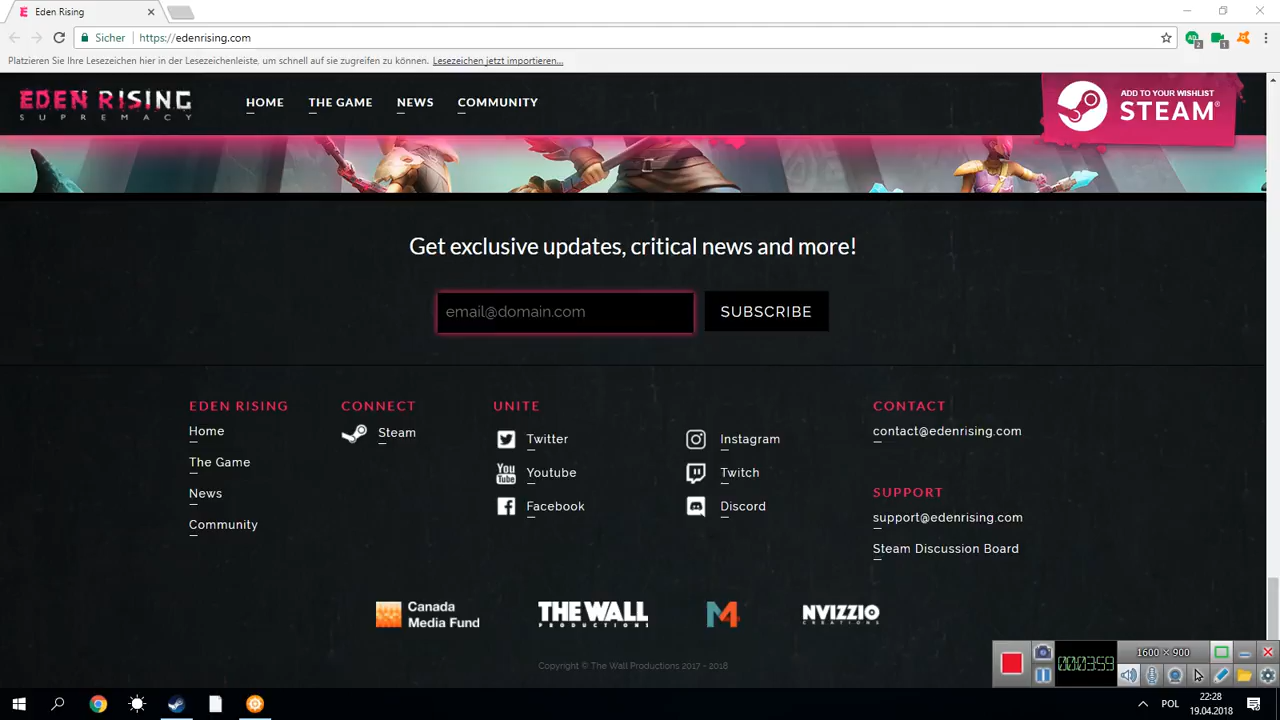 Eden Rising
Sicher
https://edenrising.com
Platzieren Sie Ihre Lesezeichen hier in der Lesezeichenleiste, um schnell auf sie zugreifen zu können. Lesezeichen jetzt importieren...
EDEN RISING
SUPREMACY
HOME THE GAME NEWS COMMUNITY
ADD TO YOUR WISHLIST
STEAM®
Get exclusive updates, critical news and more!
email@domain.com
SUBSCRIBE
EDEN RISING
Home
The Game
News
Community
CONNECT
Steam
UNITE
Twitter
Youtube
Facebook
Instagram
Twitch
Discord
CONTACT
contact@edenrising.com
SUPPORT
support@edenrising.com
Steam Discussion Board
Canada
Media Fund
THE WALL
PRODUCTIONS
M4
NVIZZIO
CREATIONS
Copyright © The Wall Productions 2017 - 2018
00:03:59
1600 × 900
POL
22:28
19.04.2018